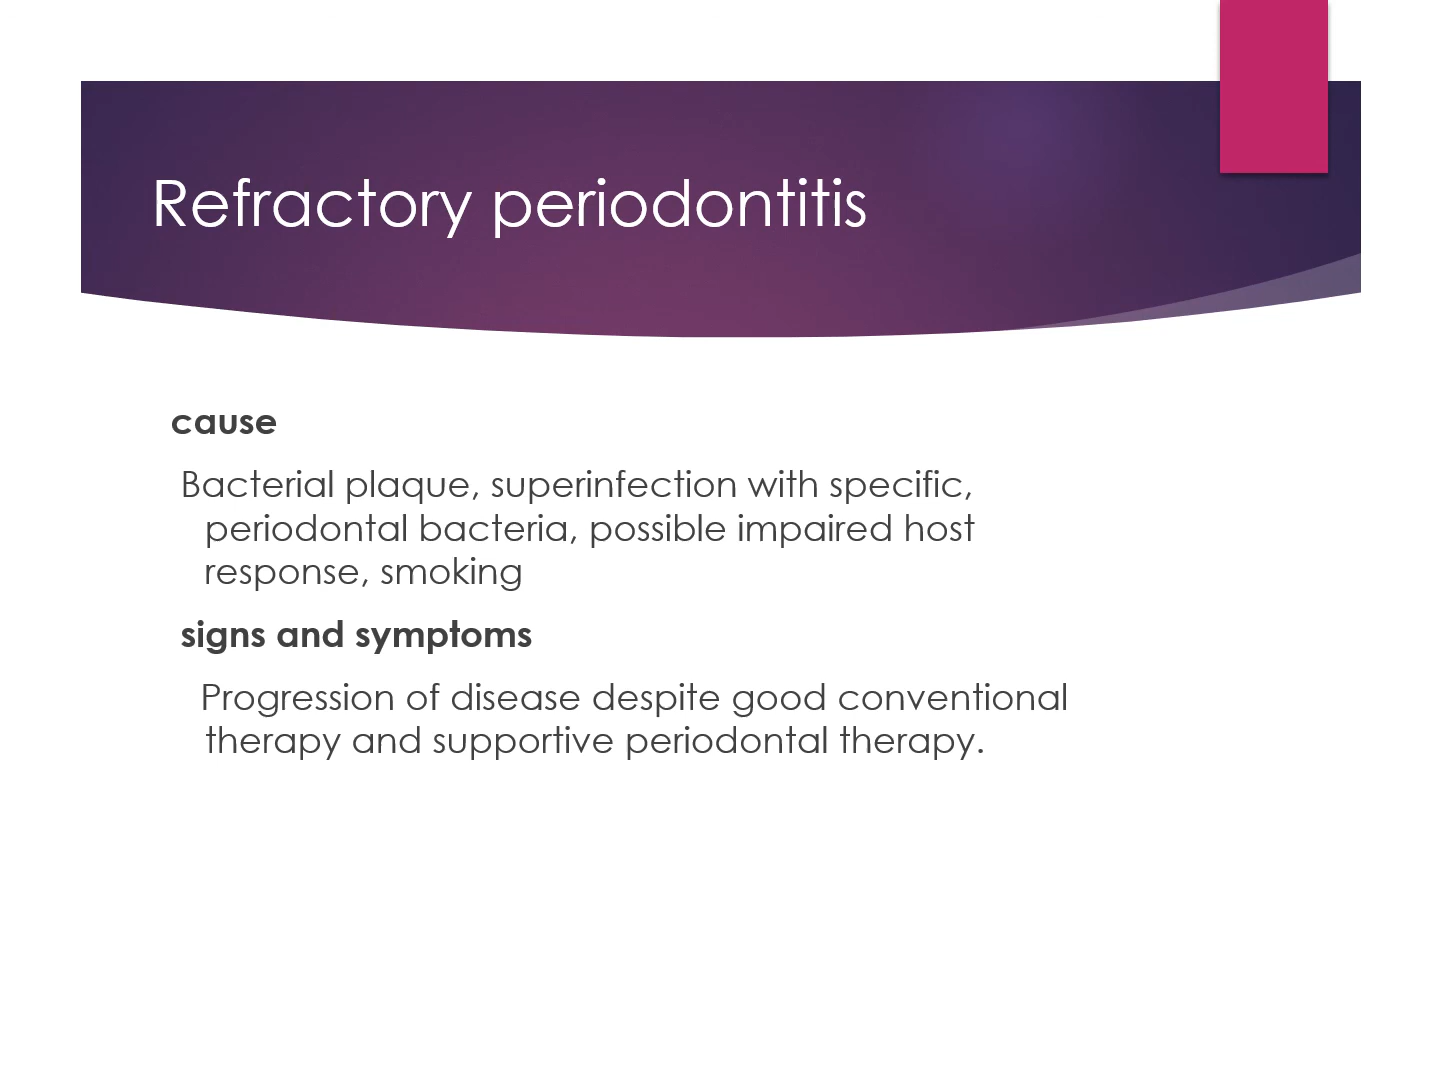 Refractory periodontitis
cause
Bacterial plaque, superinfection with specific,
periodontal bacteria, possible impaired host
response, smoking
signs and symptoms
Progression of disease despite good conventional
therapy and supportive periodontal therapy.